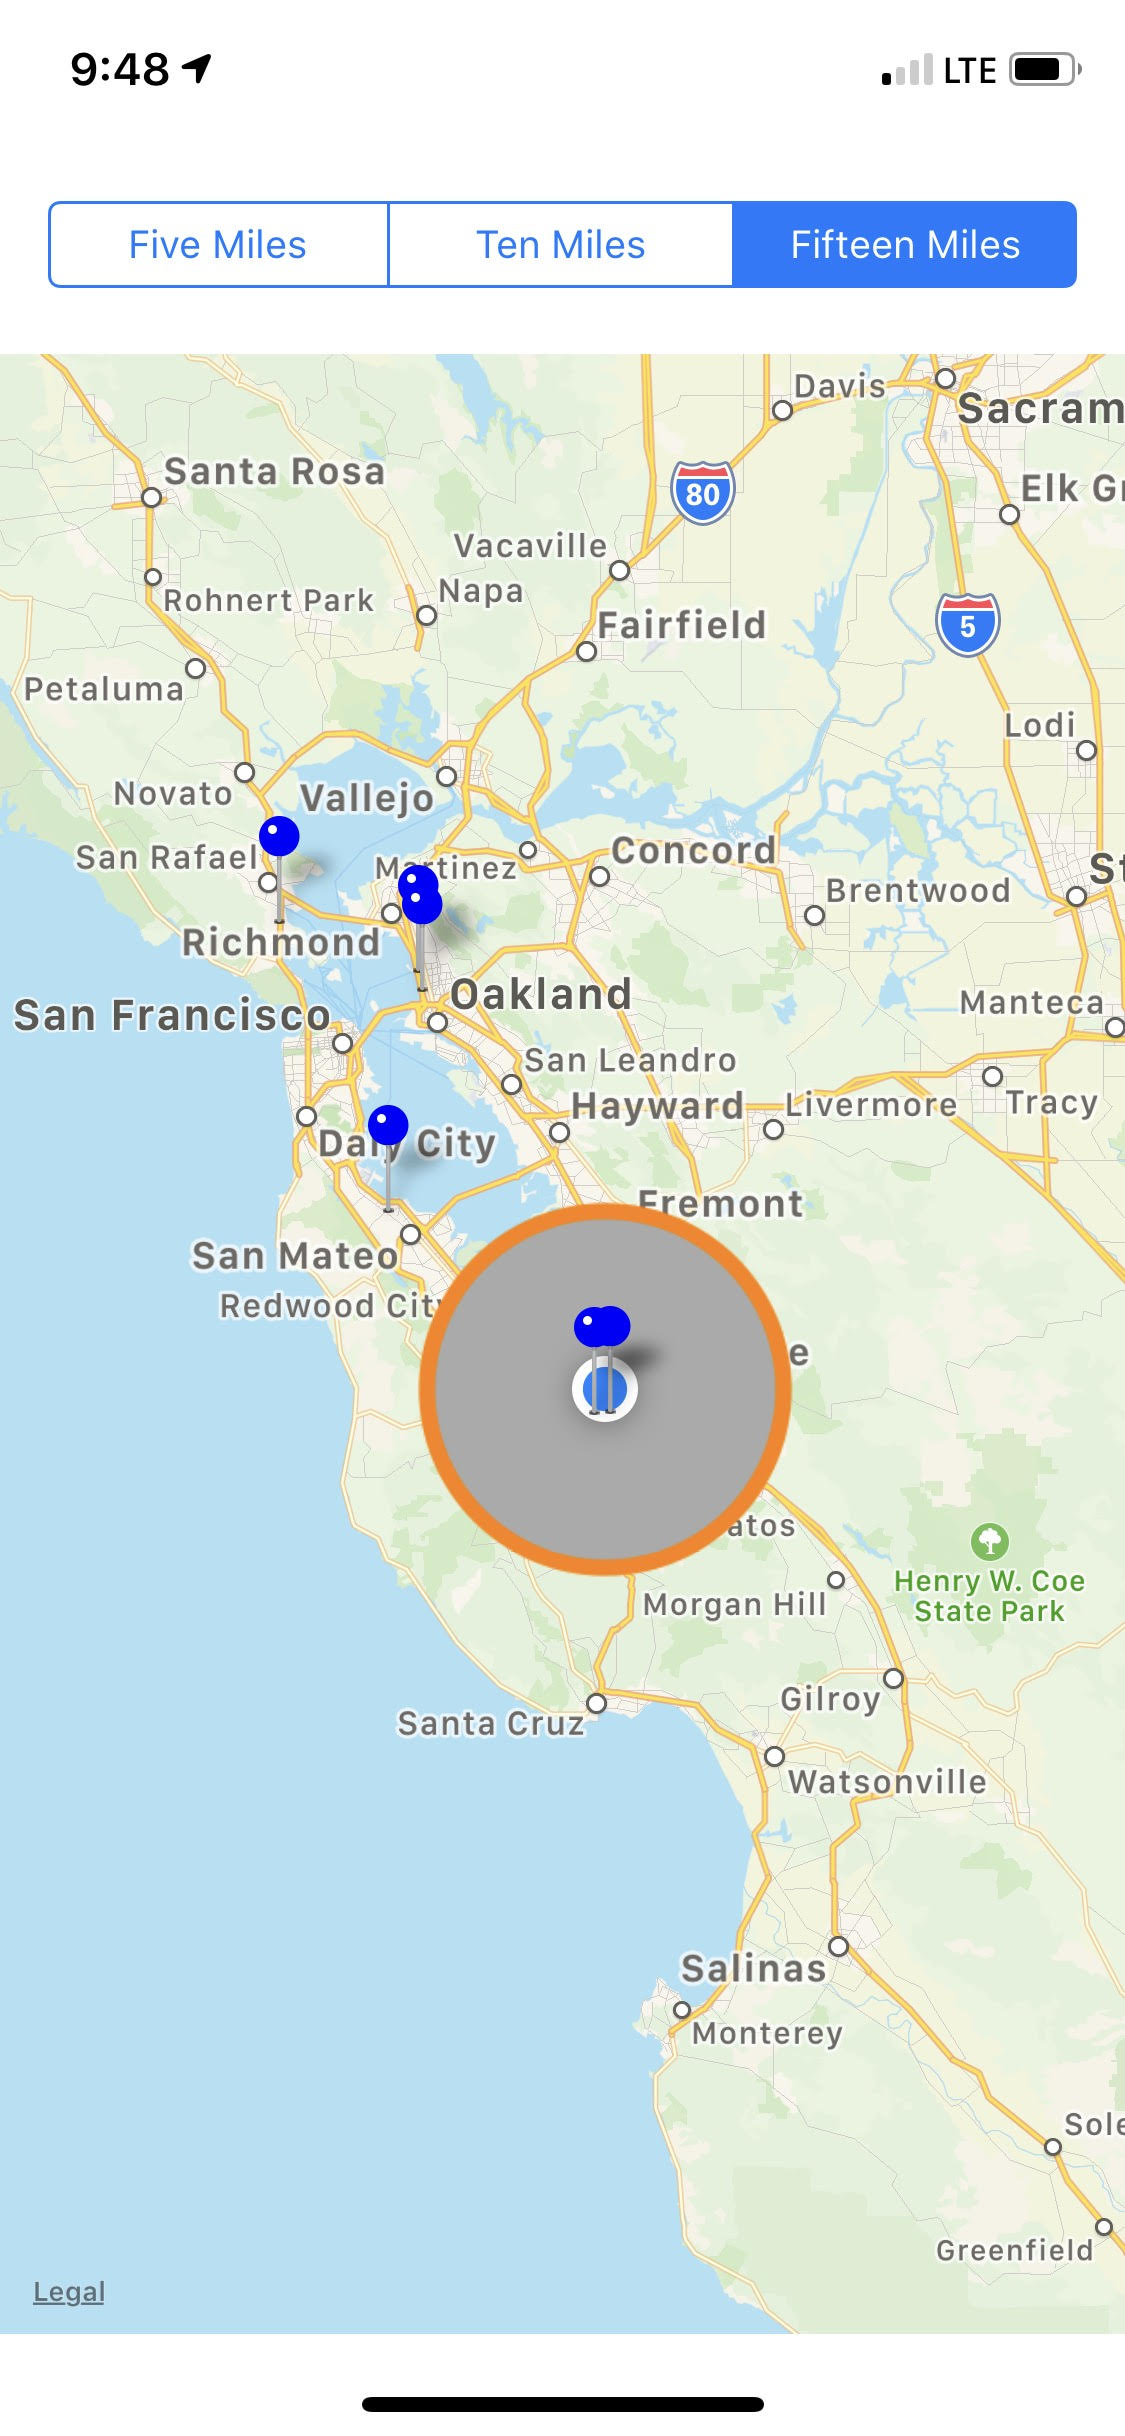 9:48
LTE
Five Miles
Ten Miles
Fifteen Miles
Davis
Sacram
Santa Rosa
80
Elk Gr
Vacaville
Napa
Rohnert Park
Fairfield
5
Petaluma
Lodi
Novato
Vallejo
San Rafael
Martinez
Concord
St
Brentwood
Richmond
Oakland
Manteca
San Francisco
San Leandro
Hayward
Livermore
Tracy
Daly City
Fremont
San Mateo
Redwood City
e
atos
Henry W. Coe
State Park
Morgan Hill
Gilroy
Santa Cruz
Watsonville
Salinas
Monterey
Sole
Greenfield
Legal